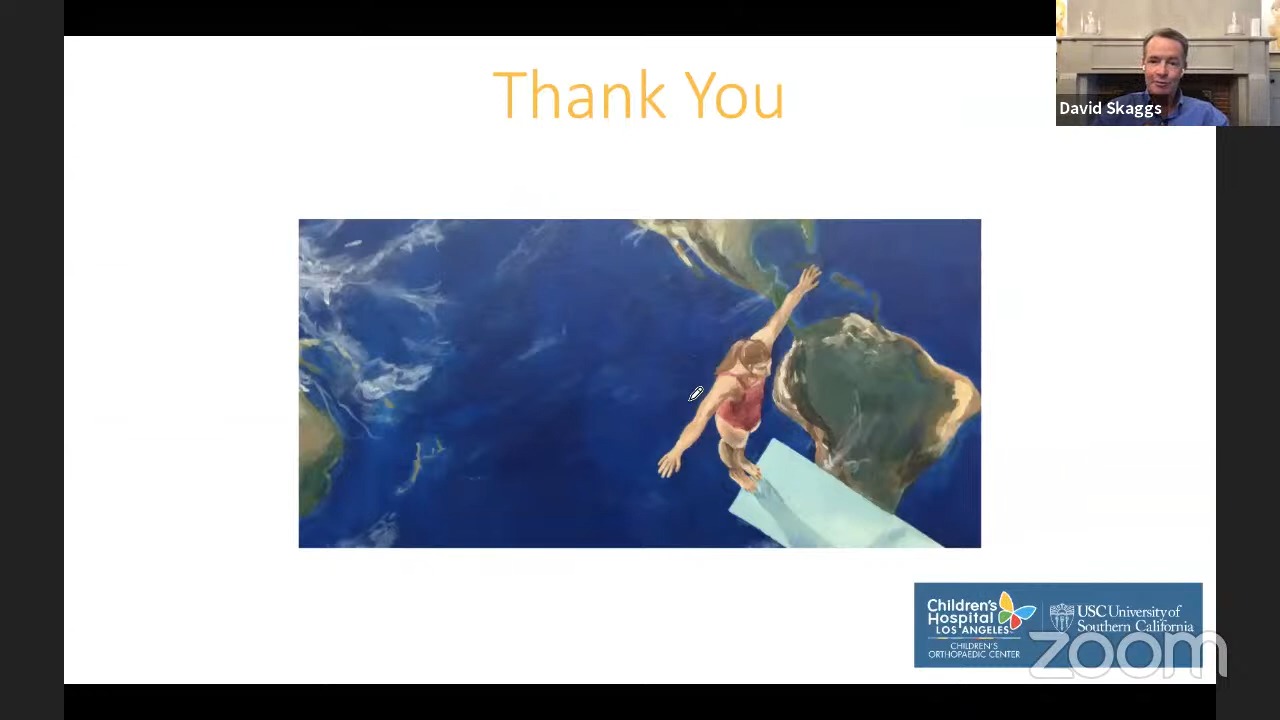 Thank You
David Skaggs
Children's
Hospital
LOS ANGELES
CHILDREN'S
ORTHOPAEDIC CENTER
USC University of
Southern California
zoom